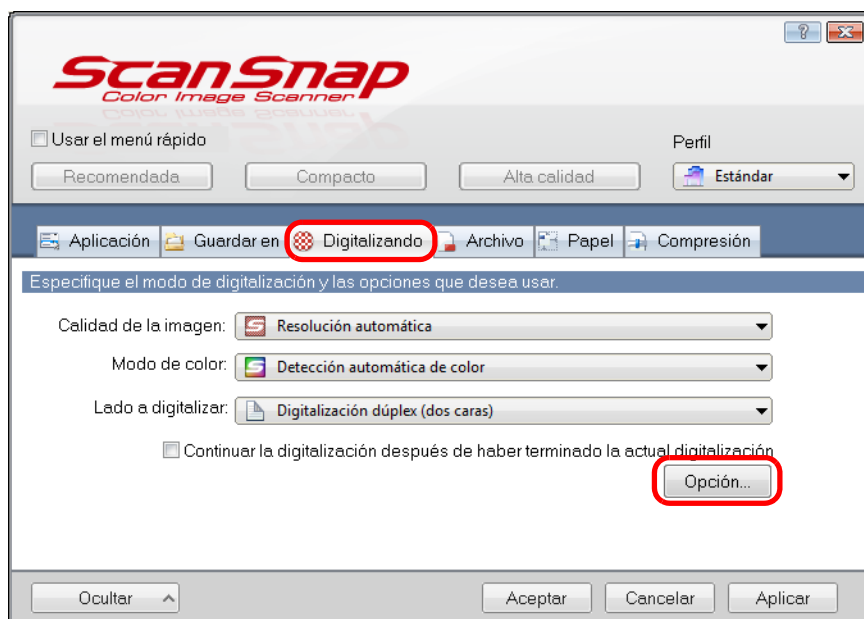 ScanSnap
Color Image Scanner
Usar el menú rápido
Perfil
Recomendada Compacto Alta calidad Estándar
Aplicación Guardar en Digitalizando Archivo Papel Compresión
Especifique el modo de digitalización y las opciones que desea usar.
Calidad de la imagen: Resolución automática
Modo de color: Detección automática de color
Lado a digitalizar: Digitalización dúplex (dos caras)
Continuar la digitalización después de haber terminado la actual digitalización
Opción...
Ocultar Aceptar Cancelar Aplicar